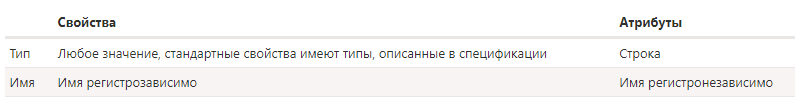 Свойства Атрибуты
Тип Любое значение, стандартные свойства имеют типы, описанные в спецификации Строка
Имя Имя регистрозависимо Имя регистронезависимо